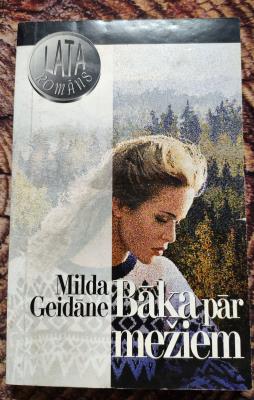 LATA
ROMĀNS
Milda
Geidāne
Bāka pār
mežiem